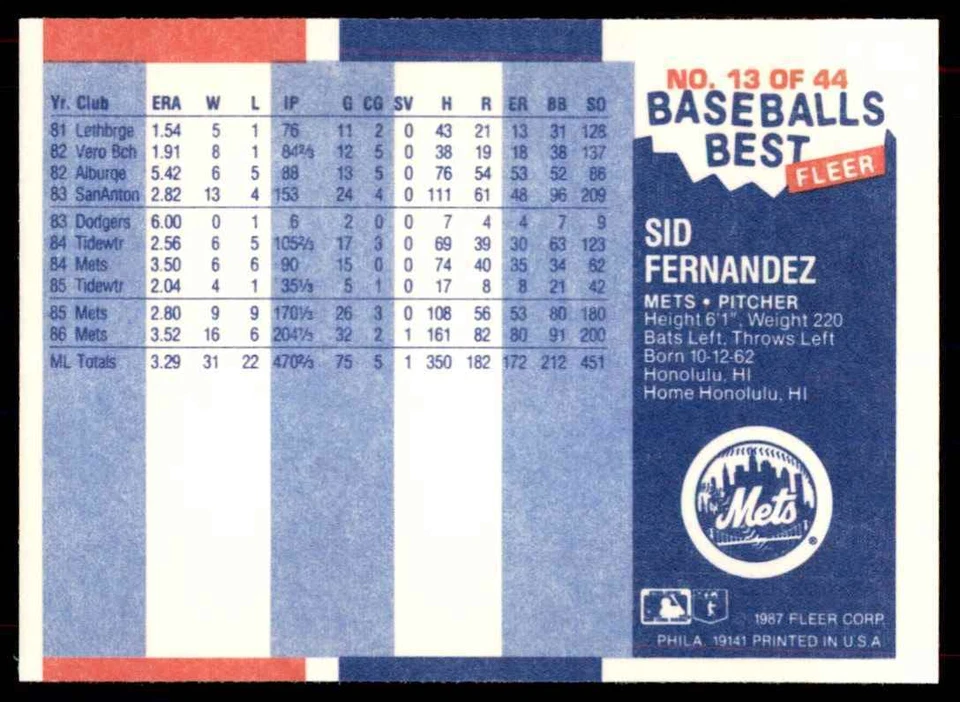 Yr. Club ERA W L IP G CG SV H R ER BB SO
81 Lethbrge 1.54 5 1 76 11 2 0 43 21 13 31 128
82 Vero Bch 1.91 8 1 84⅔ 12 5 0 38 19 18 38 137
82 Alburqe 5.42 6 5 88 13 5 0 76 54 53 52 86
83 SanAnton 2.82 13 4 153 24 4 0 111 61 48 96 209
83 Dodgers 6.00 0 1 6 2 0 0 7 4 4 7 9
84 Tidewtr 2.56 6 5 105⅔ 17 3 0 69 39 30 63 123
84 Mets 3.50 6 6 90 15 0 0 74 40 35 34 62
85 Tidewtr 2.04 4 1 35⅓ 5 1 0 17 8 8 21 42
85 Mets 2.80 9 9 170⅓ 26 3 0 108 56 53 80 180
86 Mets 3.52 16 6 204⅓ 32 2 1 161 82 80 91 200
ML Totals 3.29 31 22 470⅔ 75 5 1 350 182 172 212 451
NO. 13 OF 44
BASEBALLS
BEST
FLEER
SID
FERNANDEZ
METS • PITCHER
Height 6'1", Weight 220
Bats Left, Throws Left
Born 10-12-62
Honolulu, HI
Home Honolulu, HI
Mets
®
1987 FLEER CORP.
PHILA. 19141 PRINTED IN U.S.A.